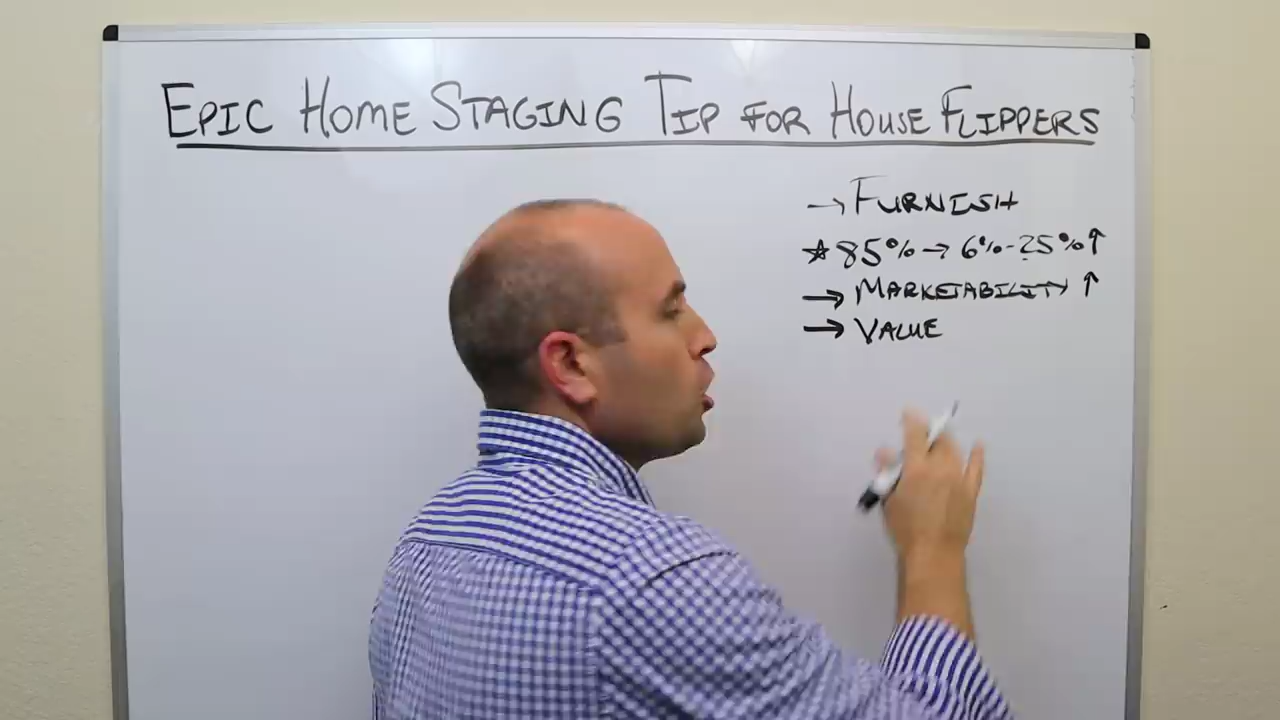 EPIC HOME STAGING TIP FOR HOUSE FLIPPERS
→ FURNISH
☆ 85% → 6%-25% ↑
→ MARKETABILITY ↑
→ VALUE